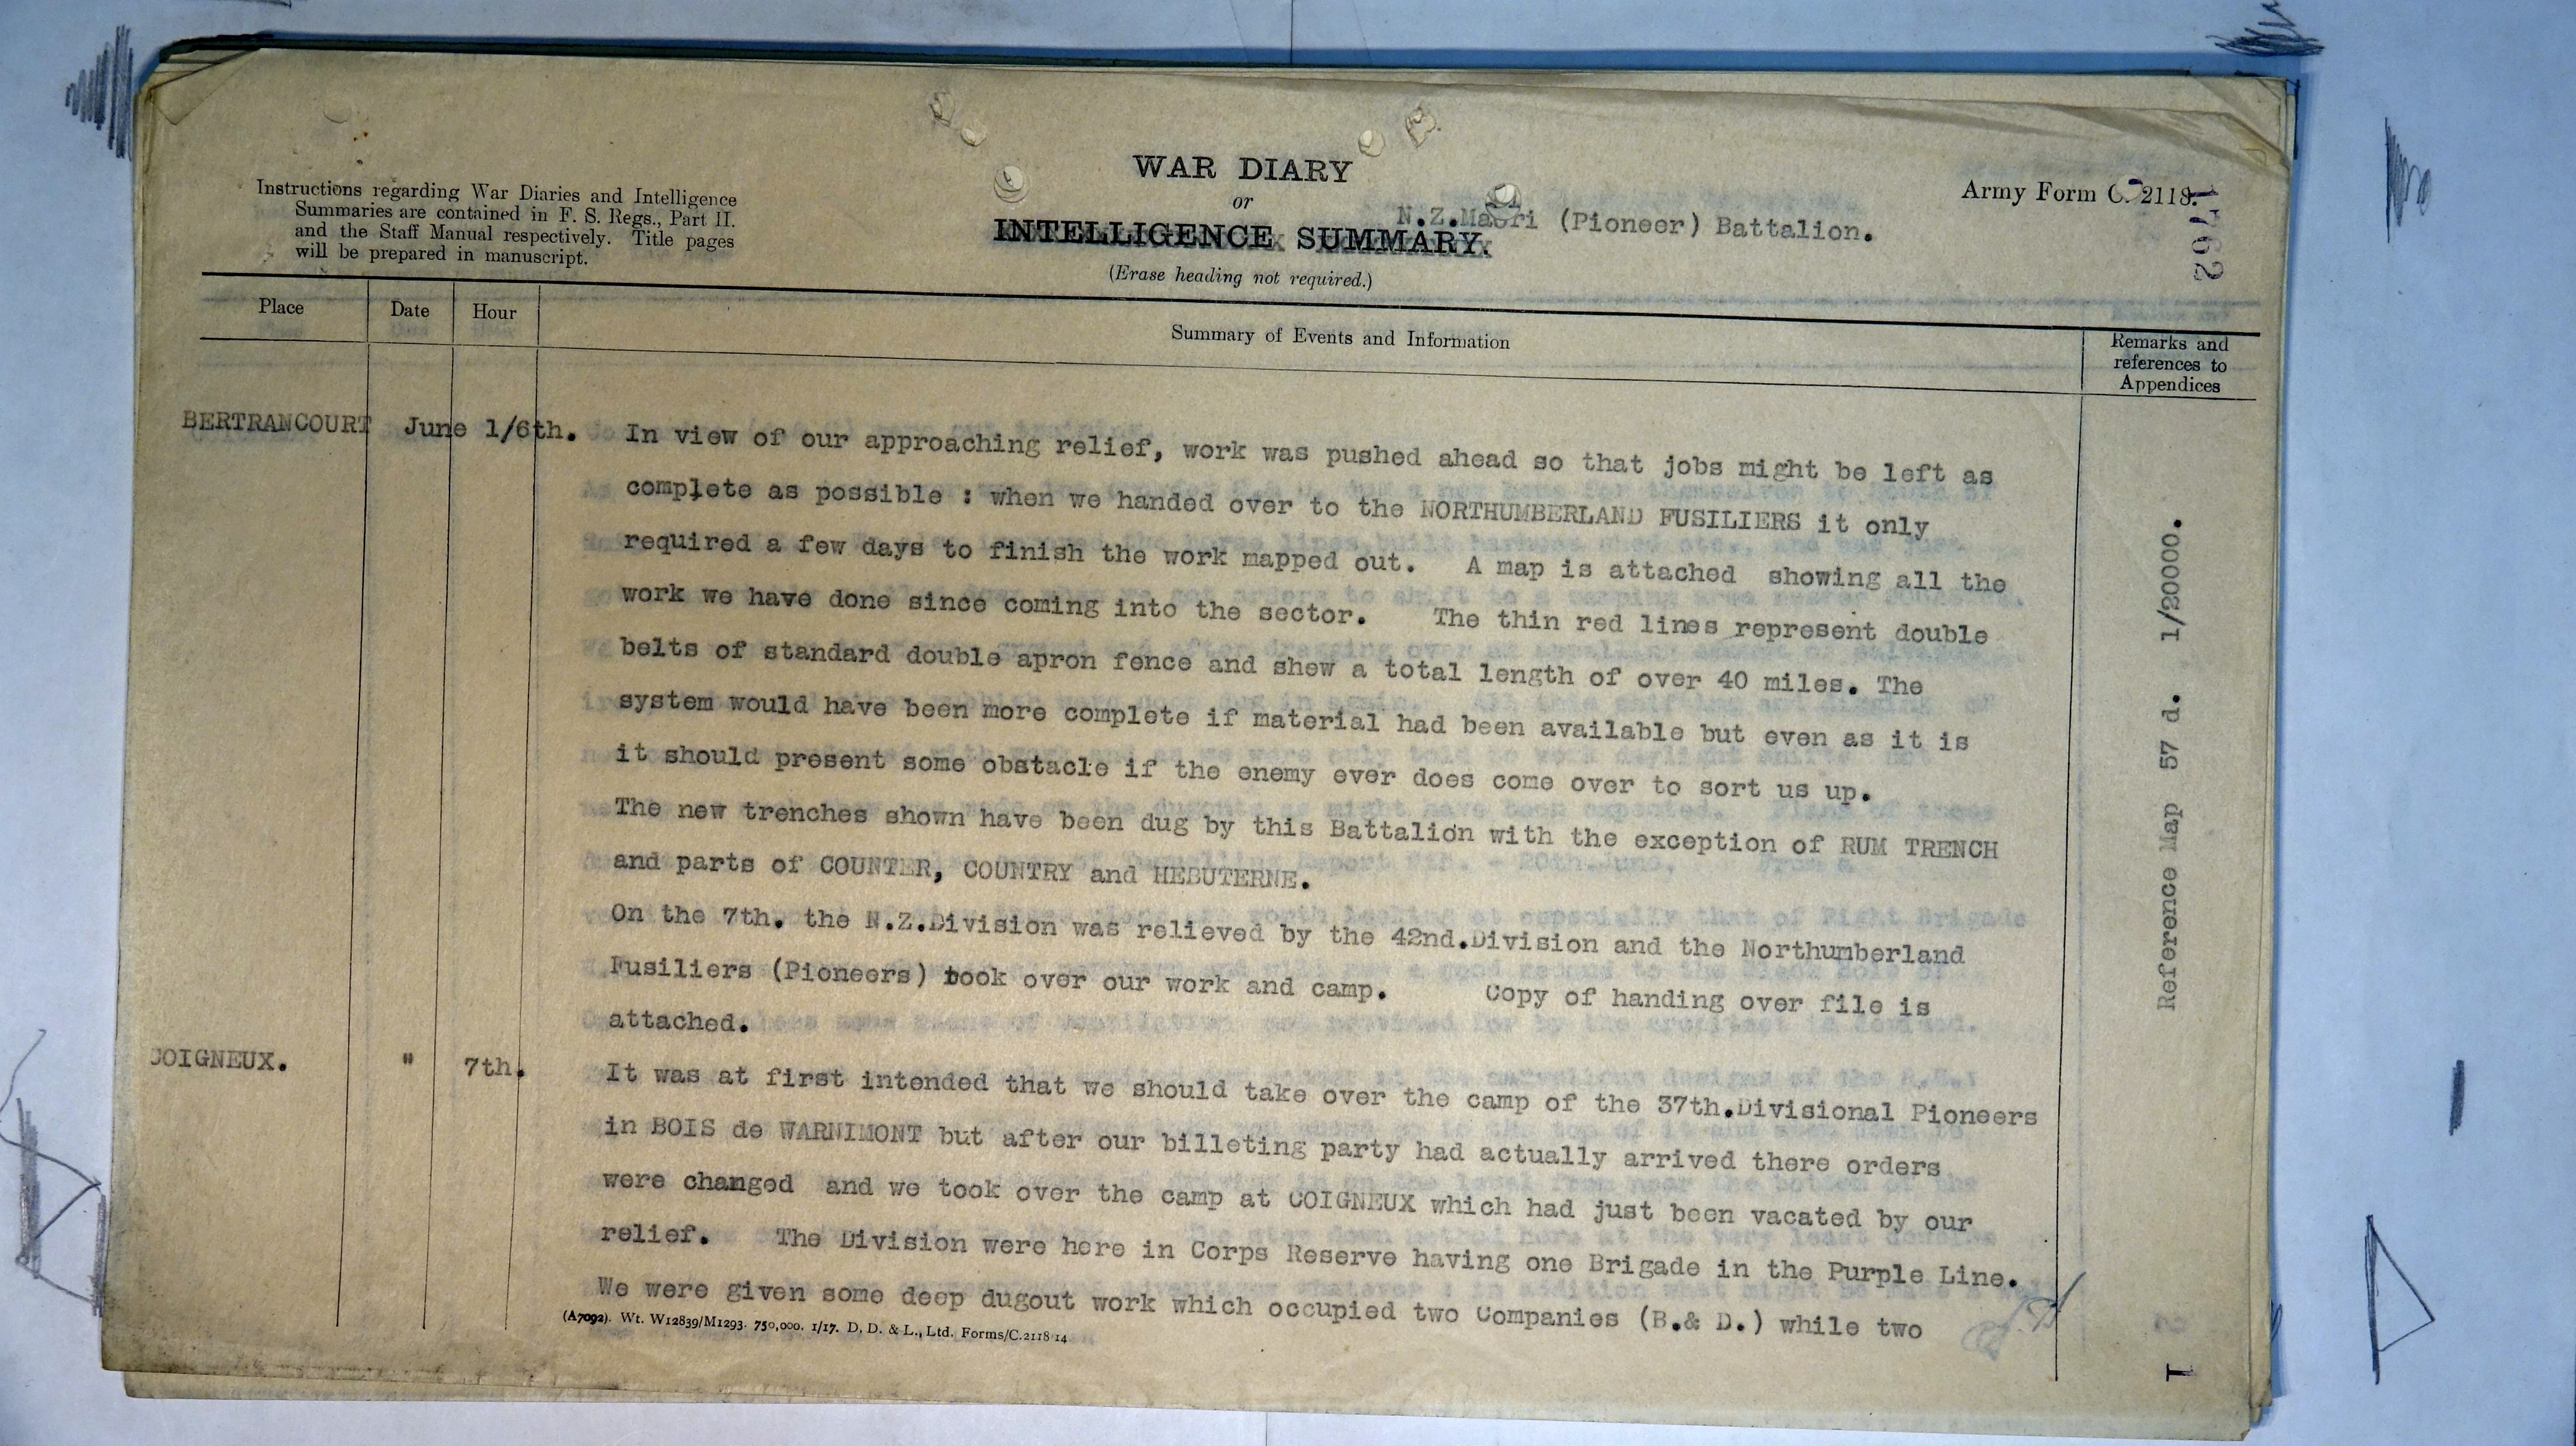 Instructions regarding War Diaries and Intelligence
Summaries are contained in F. S. Regs., Part II.
and the Staff Manual respectively. Title pages
will be prepared in manuscript.
WAR DIARY
or
INTELLIGENCE SUMMARY.
(Erase heading not required.)
N.Z.Maori (Pioneer) Battalion.
Army Form C. 2118.
1762
Place
Date
Hour
Summary of Events and Information
Remarks and
references to
Appendices
BERTRANCOURT June 1/6th. In view of our approaching relief, work was pushed ahead so that jobs might be left as
complete as possible : when we handed over to the NORTHUMBERLAND FUSILIERS it only
required a few days to finish the work mapped out. A map is attached showing all the
work we have done since coming into the sector. The thin red lines represent double
belts of standard double apron fence and shew a total length of over 40 miles. The
system would have been more complete if material had been available but even as it is
it should present some obstacle if the enemy ever does come over to sort us up.
The new trenches shown have been dug by this Battalion with the exception of RUM TRENCH
and parts of COUNTER, COUNTRY and HEBUTERNE.
On the 7th. the N.Z.Division was relieved by the 42nd.Division and the Northumberland
Fusiliers (Pioneers) took over our work and camp. Copy of handing over file is
attached.
COIGNEUX. " 7th. It was at first intended that we should take over the camp of the 37th.Divisional Pioneers
in BOIS de WARNIMONT but after our billeting party had actually arrived there orders
were changed and we took over the camp at COIGNEUX which had just been vacated by our
relief. The Division were here in Corps Reserve having one Brigade in the Purple Line.
We were given some deep dugout work which occupied two Companies (B.& D.) while two
Reference Map 57 d. 1/20000.
(A7092). Wt. W12839/M1293. 750,000. 1/17. D. D. & L., Ltd. Forms/C.2118/14
1